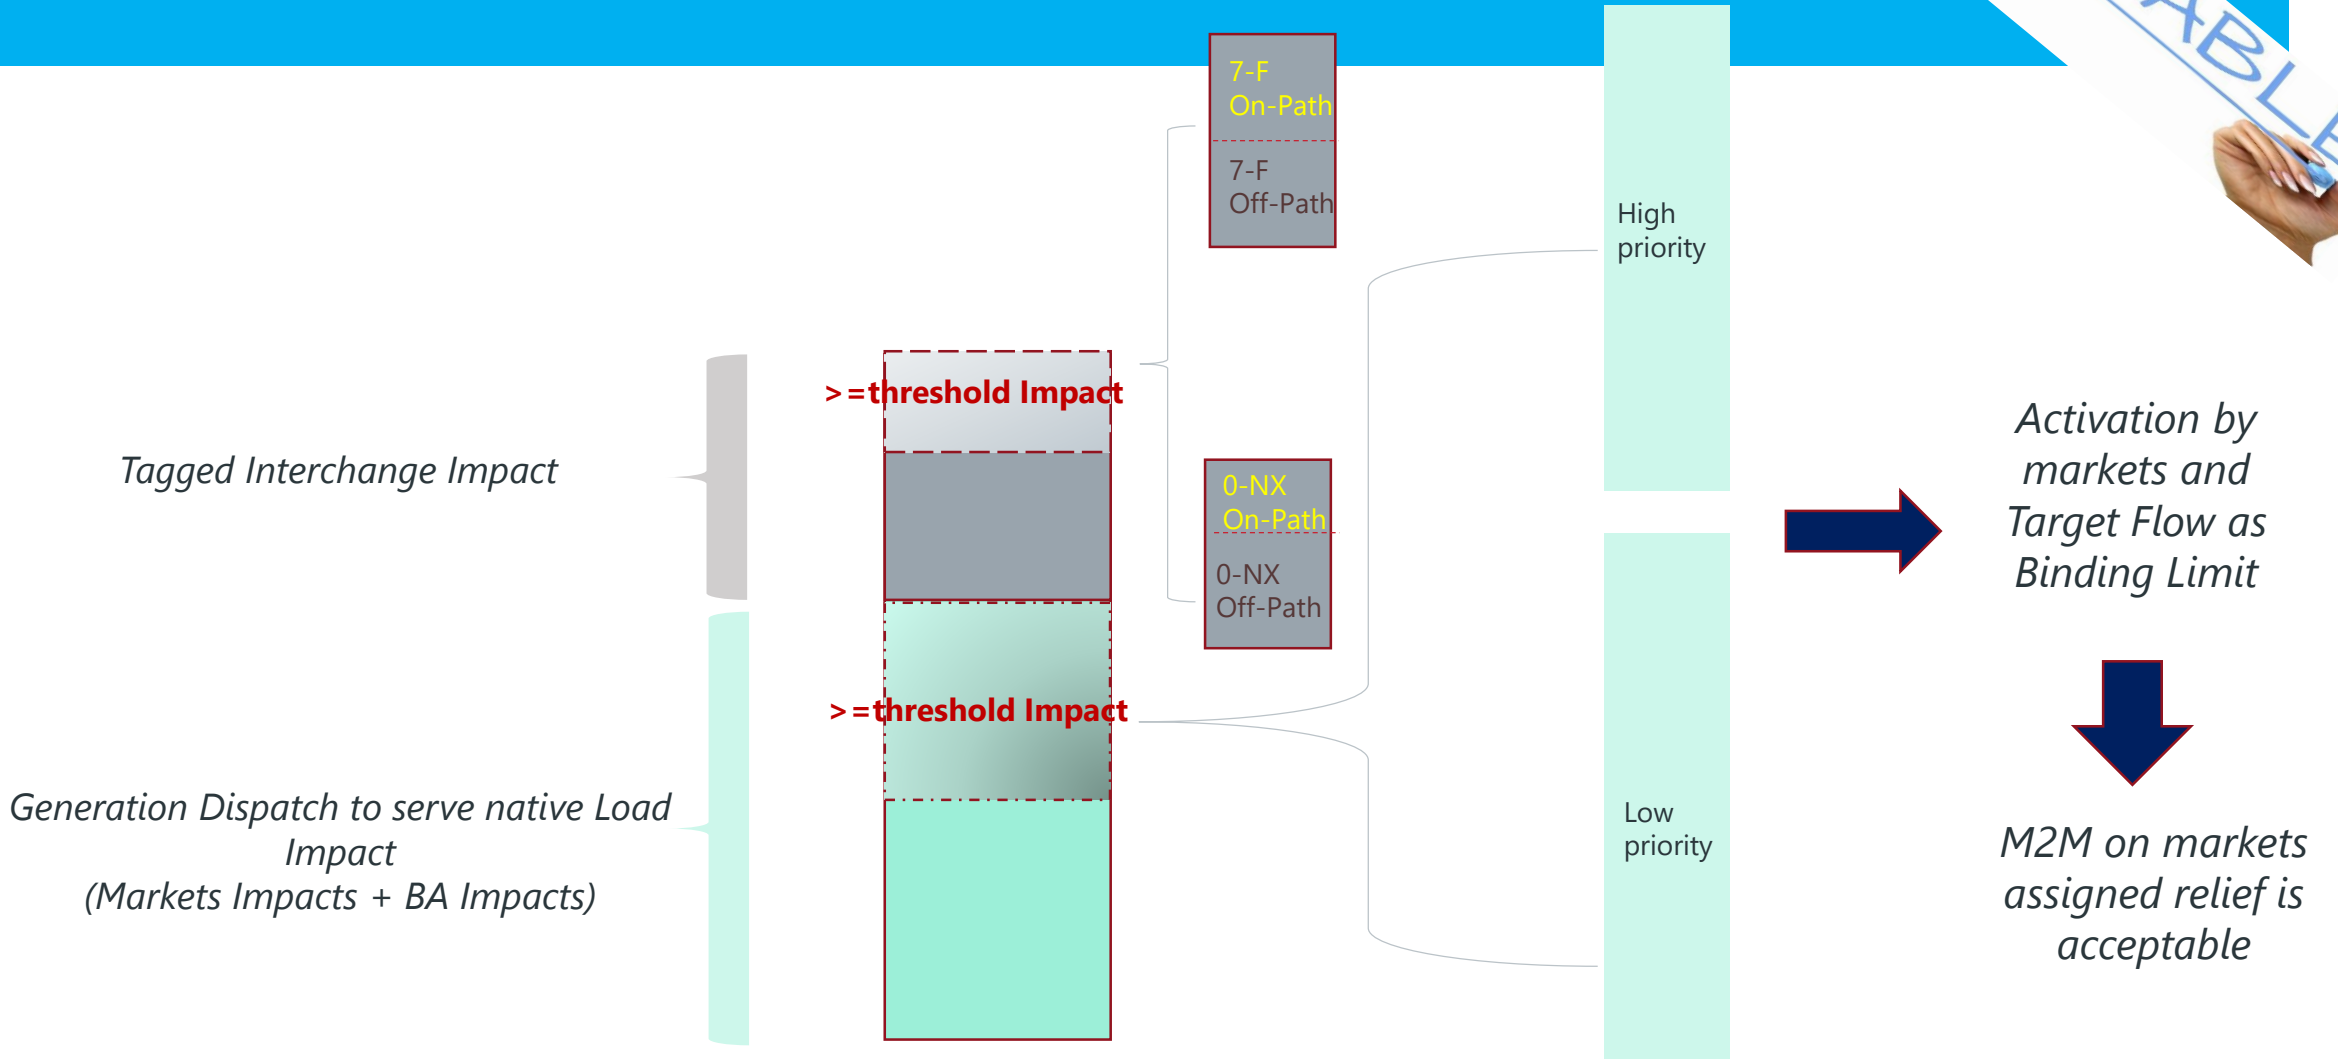 7-F
On-Path
7-F
Off-Path
High
priority
>=threshold Impact
Tagged Interchange Impact
0-NX
On-Path
0-NX
Off-Path
Activation by
markets and
Target Flow as
Binding Limit
>=threshold Impact
Generation Dispatch to serve native Load
Impact
(Markets Impacts + BA Impacts)
Low
priority
M2M on markets
assigned relief is
acceptable